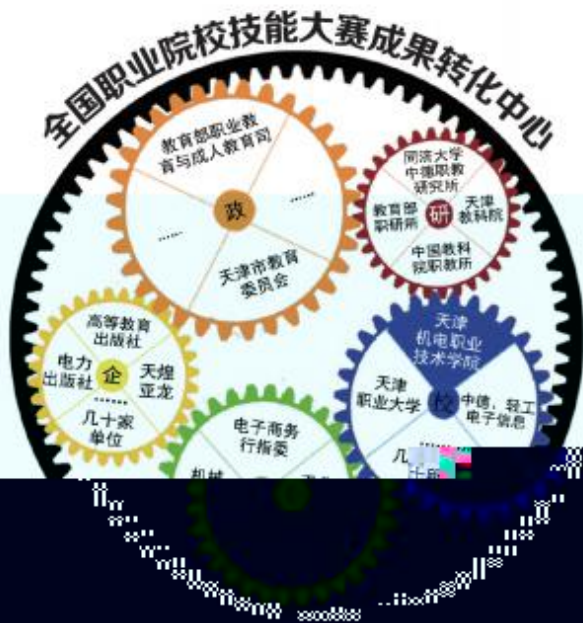 全国职业院校技能大赛成果转化中心
教育部职业教
育与成人教育司
……
政
……
天津市教育
委员会
同济大学
中德职教
研究所
教育部
职研所
研
天津
教科院
中国教科
院职教所
高等教育
出版社
电力
出版社
企
天煌
亚龙
……
几十家
单位
天津
机电职业
技术学院
天津
职业大学
校
中德，轻工
电子信息
……
电子商务
行指委
机械